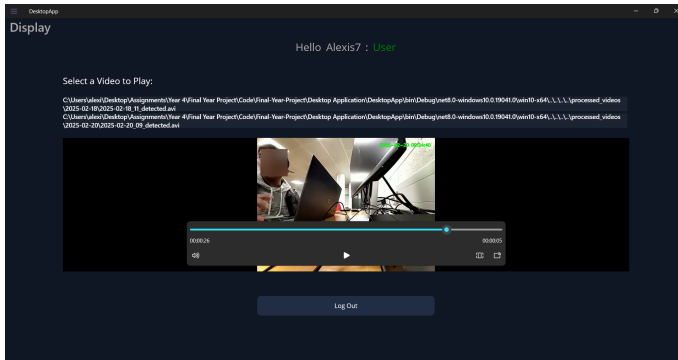 DesktopApp
Display
Hello Alexis7 : User
Select a Video to Play:
C:\Users\alexi\Desktop\Assignments\Year 4\Final Year Project\Code\Final-Year-Project\Desktop Application\DesktopApp\bin\Debug\net8.0-windows10.0.19041.0\win10-x64\..\..\..\..\..\processed_videos
\2025-02-18\2025-02-18_11_detected.avi
C:\Users\alexi\Desktop\Assignments\Year 4\Final Year Project\Code\Final-Year-Project\Desktop Application\DesktopApp\bin\Debug\net8.0-windows10.0.19041.0\win10-x64\..\..\..\..\..\processed_videos
\2025-02-20\2025-02-20_09_detected.avi
00:00:26
00:00:05
Log Out